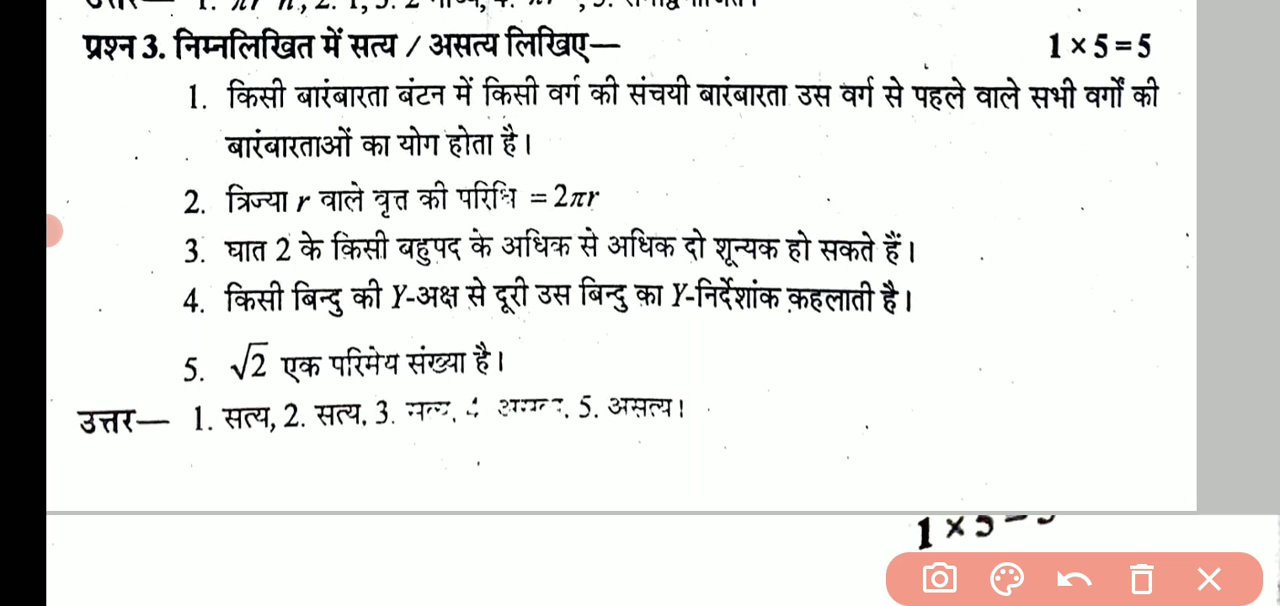 प्रश्न 3. निम्नलिखित में सत्य / असत्य लिखिए— 1 × 5 = 5
1. किसी बारंबारता बंटन में किसी वर्ग की संचयी बारंबारता उस वर्ग से पहले वाले सभी वर्गों की
बारंबारताओं का योग होता है।
2. त्रिज्या r वाले वृत्त की परिधि = 2πr
3. घात 2 के किसी बहुपद के अधिक से अधिक दो शून्यक हो सकते हैं।
4. किसी बिन्दु की Y-अक्ष से दूरी उस बिन्दु का Y-निर्देशांक कहलाती है।
5. √2 एक परिमेय संख्या है।
उत्तर— 1. सत्य, 2. सत्य, 3. 5. असत्य।